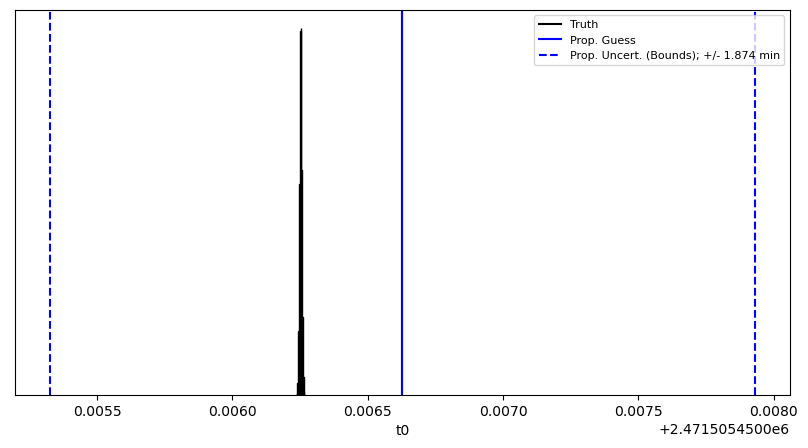 Truth
Prop. Guess
Prop. Uncert. (Bounds); +/- 1.874 min
0.0055 0.0060 0.0065 0.0070 0.0075 0.0080
t0
+2.4715054500e6